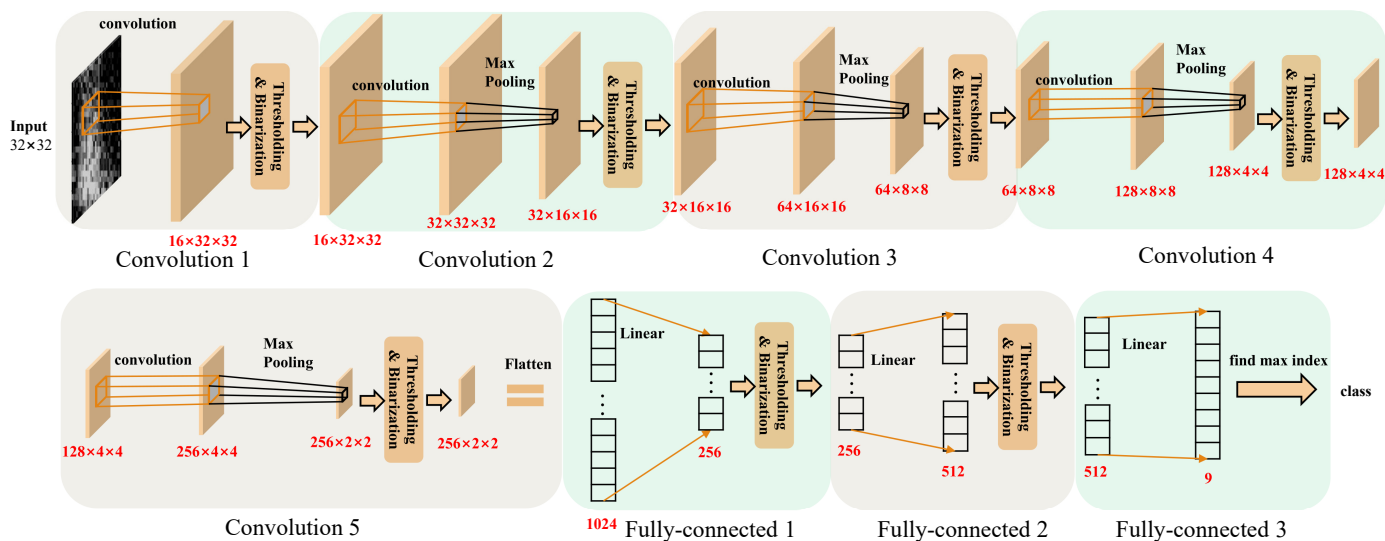 convolution
Input
32×32
16×32×32
Thresholding
& Binarization
Convolution 1
convolution
Max
Pooling
16×32×32
32×32×32
32×16×16
Thresholding
& Binarization
Convolution 2
convolution
Max
Pooling
32×16×16
64×16×16
64×8×8
Thresholding
& Binarization
Convolution 3
convolution
Max
Pooling
64×8×8
128×8×8
128×4×4
Thresholding
& Binarization
128×4×4
Convolution 4
convolution
Max
Pooling
128×4×4
256×4×4
256×2×2
Thresholding
& Binarization
256×2×2
Flatten
Convolution 5
Linear
1024
256
Thresholding
& Binarization
Fully-connected 1
Linear
256
512
Thresholding
& Binarization
Fully-connected 2
Linear
512
9
find max index
class
Fully-connected 3